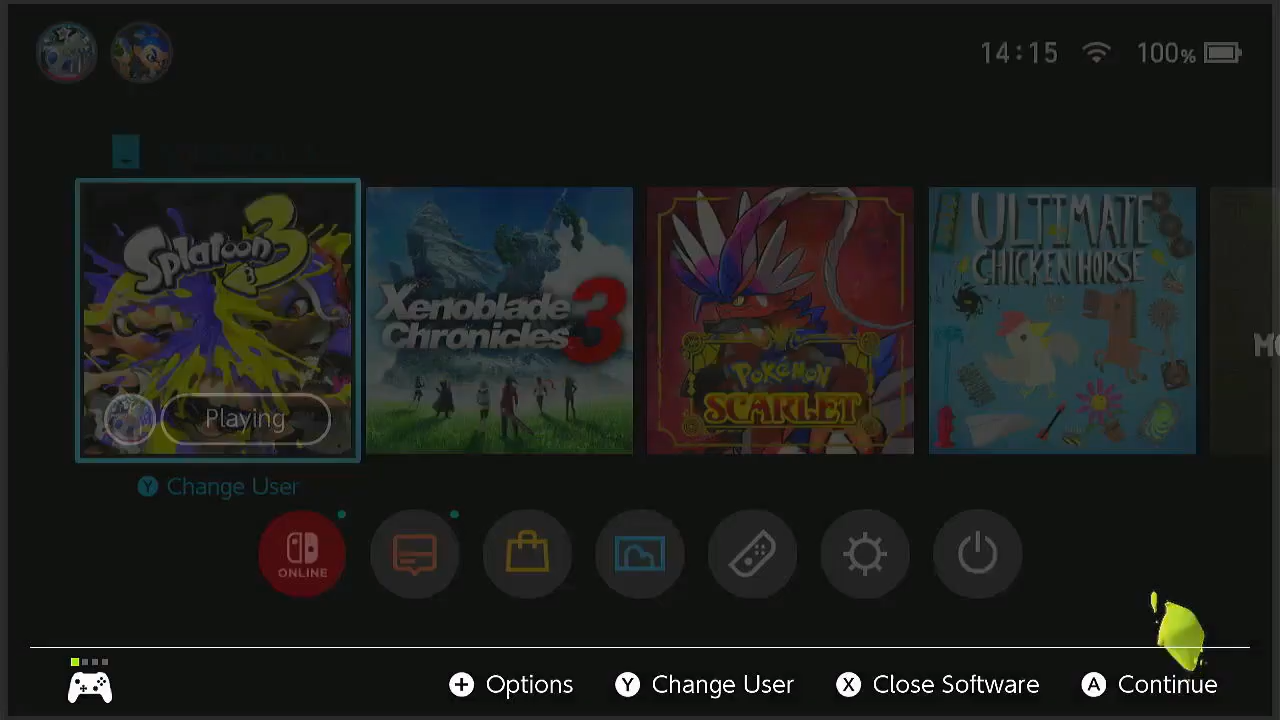 14:15 100%
Splatoon 3
Playing
Xenoblade
Chronicles 3
POKÉMON
SCARLET
ULTIMATE
CHICKEN HORSE
Y Change User
ONLINE
+ Options Y Change User X Close Software A Continue